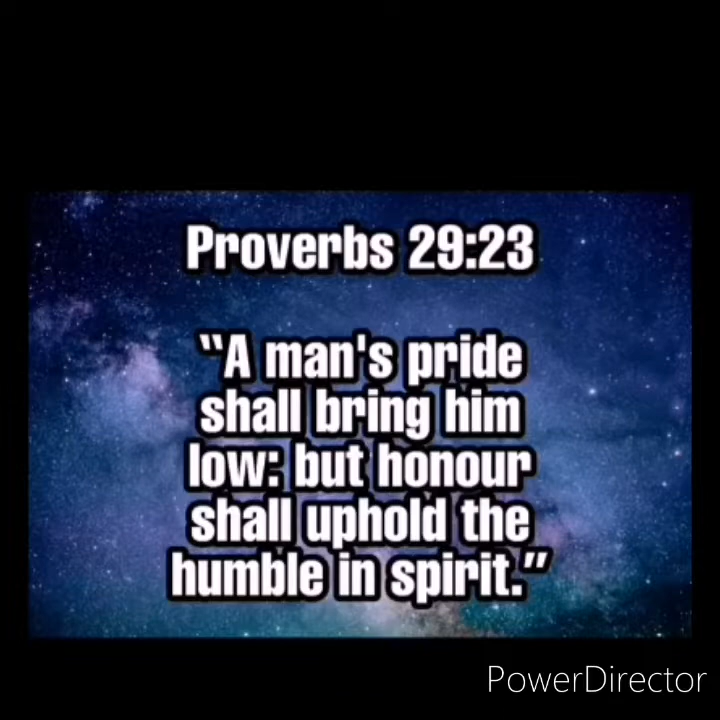 Proverbs 29:23
"A man's pride
shall bring him
low: but honour
shall uphold the
humble in spirit."
PowerDirector